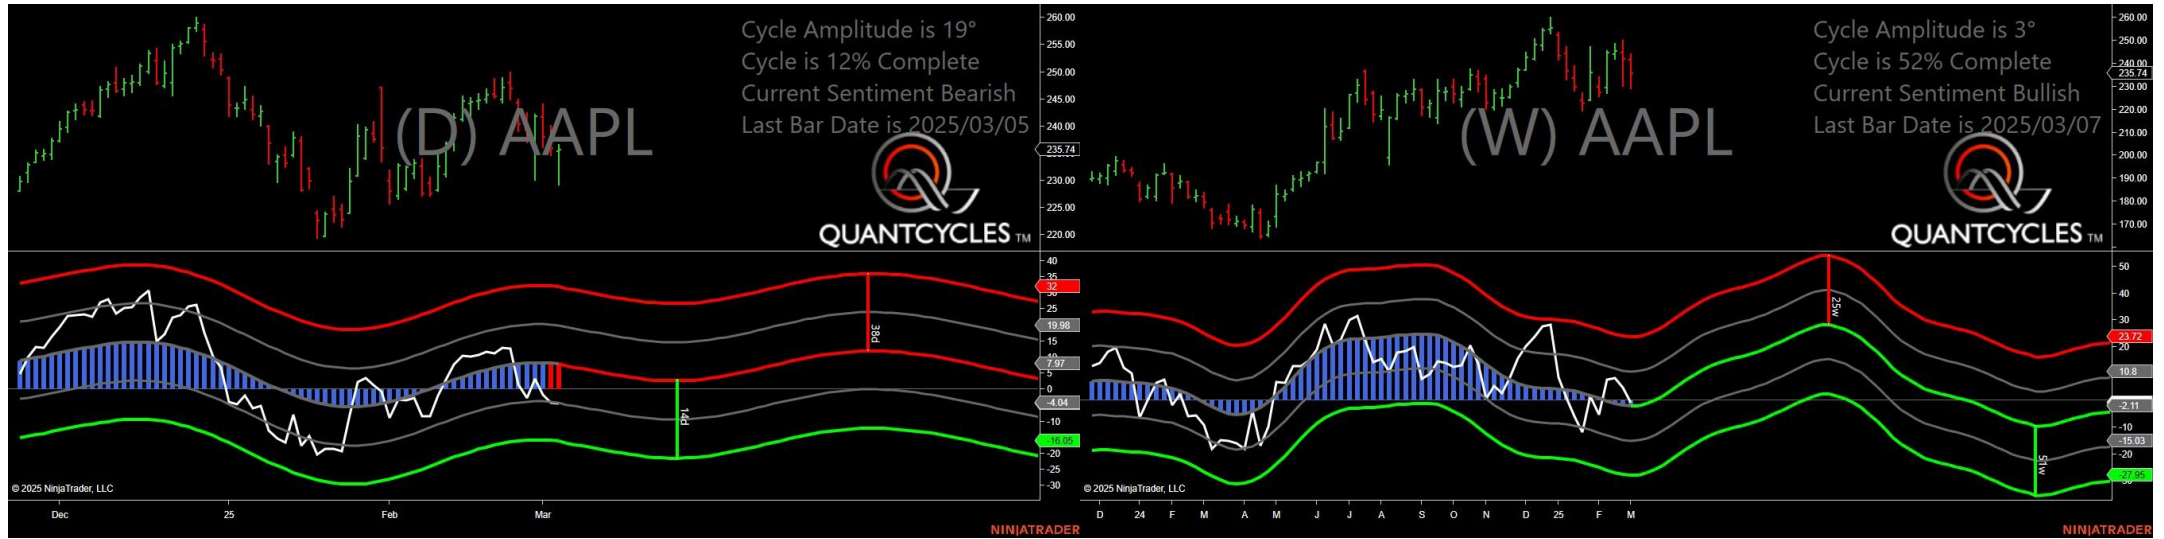 Cycle Amplitude is 19°
Cycle is 12% Complete
Current Sentiment Bearish
Last Bar Date is 2025/03/05
(D) AAPL
QUANTCYCLES TM
260.00
255.00
250.00
245.00
240.00
235.74
230.00
225.00
220.00
40
35
32
25
19.98
15
7.97
5
0
-4.04
-10
-16.05
-20
-25
-30
38d
14d
© 2025 NinjaTrader, LLC
Dec
25
Feb
Mar
NINJATRADER
Cycle Amplitude is 3°
Cycle is 52% Complete
Current Sentiment Bullish
Last Bar Date is 2025/03/07
(W) AAPL
QUANTCYCLES TM
260.00
250.00
240.00
235.74
230.00
220.00
210.00
200.00
190.00
180.00
170.00
50
40
30
23.72
20
10.8
-2.11
-10
-15.03
-20
-27.95
25w
51w
© 2025 NinjaTrader, LLC
D 24 F M A M J J A S O N D 25 F M
NINJATRADER